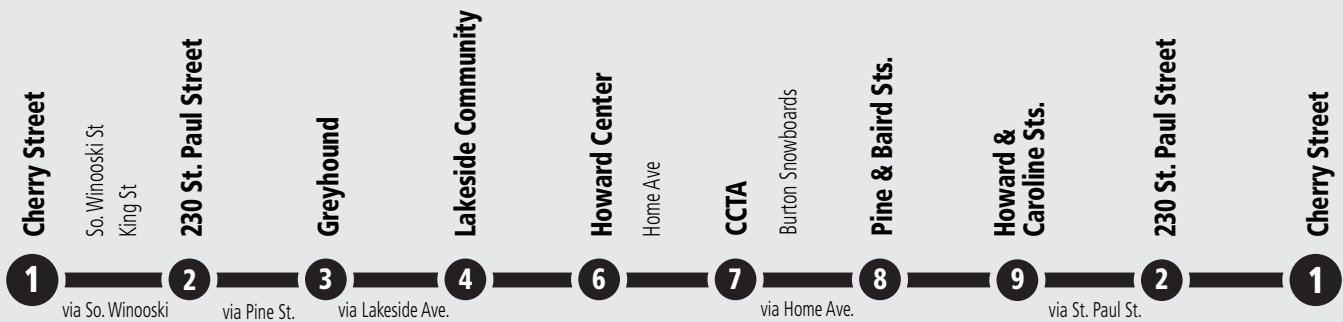 Cherry Street
So. Winooski St
King St
230 St. Paul Street
Greyhound
Lakeside Community
Howard Center
Home Ave
CCTA
Burton Snowboards
Pine & Baird Sts.
Howard &
Caroline Sts.
230 St. Paul Street
Cherry Street
1
2
3
4
6
7
8
9
2
1
via So. Winooski
via Pine St.
via Lakeside Ave.
via Home Ave.
via St. Paul St.